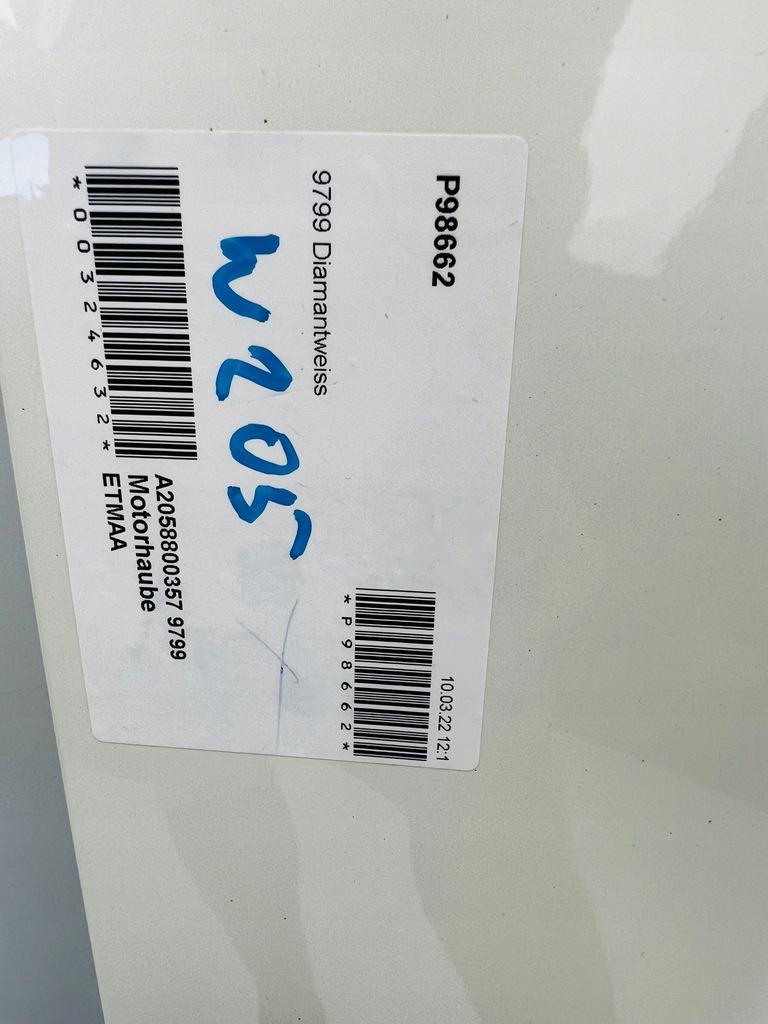 P98662
10.03.22 12:1
*P98662*
9799 Diamantweiss
W205
*00324632*
A2058800357 9799
Motorhaube
ETMAA